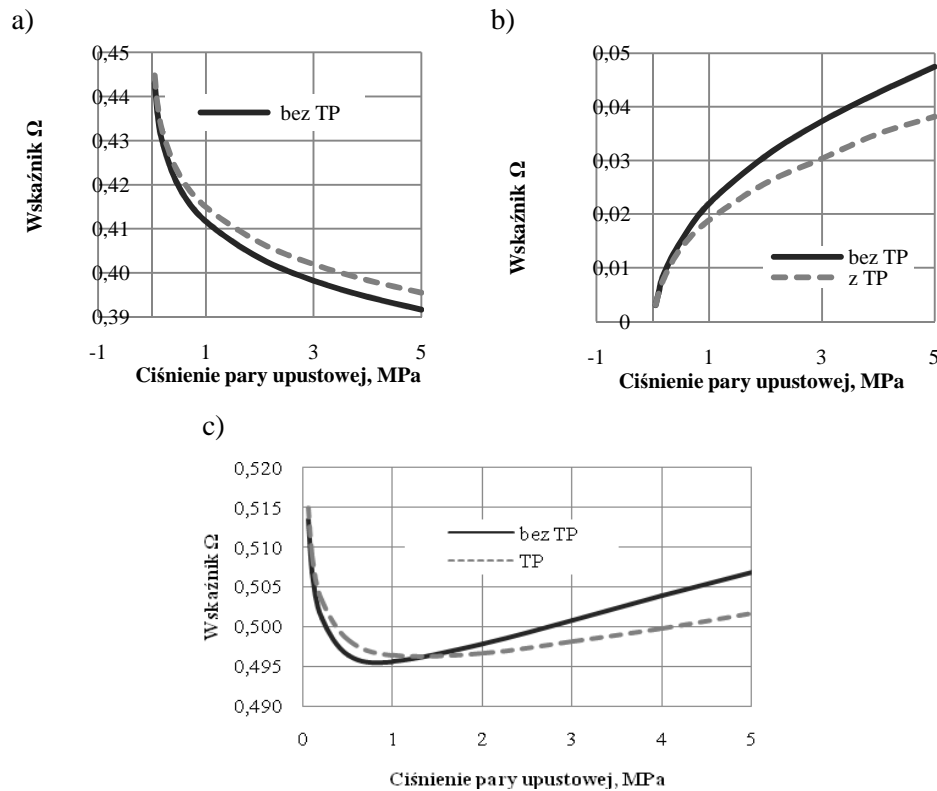 a)
0,45
0,44
0,43
0,42
0,41
0,40
0,39
Wskaźnik Ω
bez TP
-1 1 3 5
Ciśnienie pary upustowej, MPa
b)
0,05
0,04
0,03
0,02
0,01
0
Wskaźnik Ω
bez TP
z TP
-1 1 3 5
Ciśnienie pary upustowej, MPa
c)
0,520
0,515
0,510
0,505
0,500
0,495
0,490
Wskaźnik Ω
bez TP
TP
0 1 2 3 4 5
Ciśnienie pary upustowej, MPa